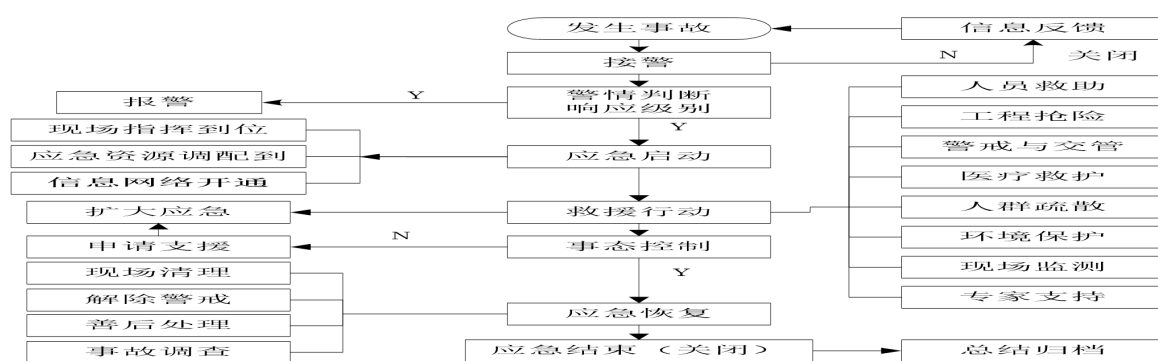 发生事故
信息反馈
接警
N
关闭
警情判断
响应级别
Y
报警
Y
人员救助
工程抢险
警戒与交管
医疗救护
人群疏散
环境保护
现场监测
专家支持
现场指挥到位
应急资源调配到
信息网络开通
应急启动
扩大应急
救援行动
申请支援
N
事态控制
Y
现场清理
解除警戒
善后处理
事故调查
应急恢复
应急结束（关闭）
总结归档